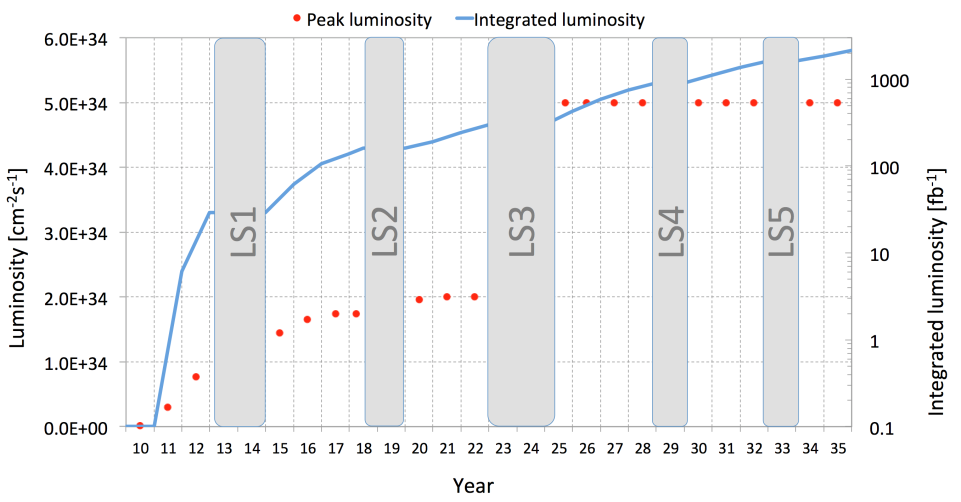 Peak luminosity Integrated luminosity
6.0E+34
5.0E+34
4.0E+34
3.0E+34
2.0E+34
1.0E+34
0.0E+00
Luminosity [cm-2s-1]
LS1 LS2 LS3 LS4 LS5
1000
100
10
1
0.1
Integrated luminosity [fb-1]
10 11 12 13 14 15 16 17 18 19 20 21 22 23 24 25 26 27 28 29 30 31 32 33 34 35
Year